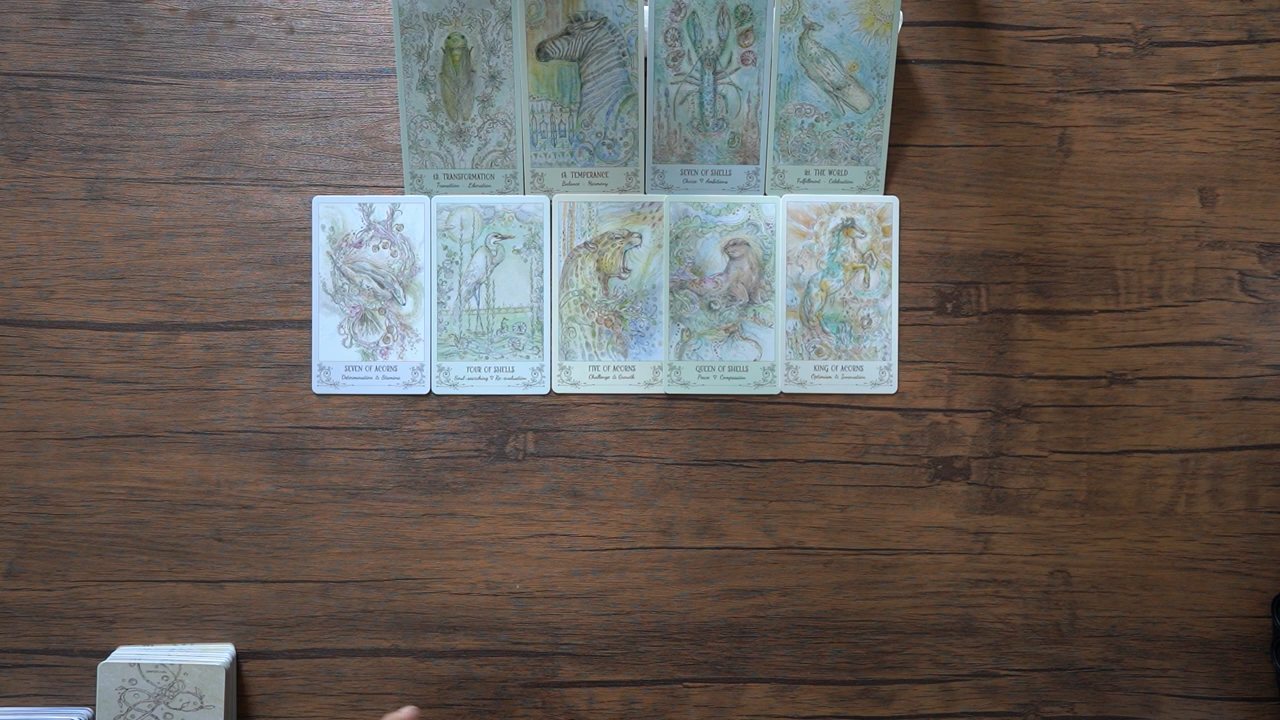 13. TRANSFORMATION
Transition Liberation
14. TEMPERANCE
Balance Harmony
SEVEN OF SHELLS
Choice ♡ Ambitions
21. THE WORLD
Fulfillment Celebration
SEVEN OF ACORNS
Determination & Stamina
FOUR OF SHELLS
Soul-searching ♡ Re-evaluation
FIVE OF ACORNS
Challenge & Growth
QUEEN OF SHELLS
Peace ♡ Compassion
KING OF ACORNS
Optimism & Innovation